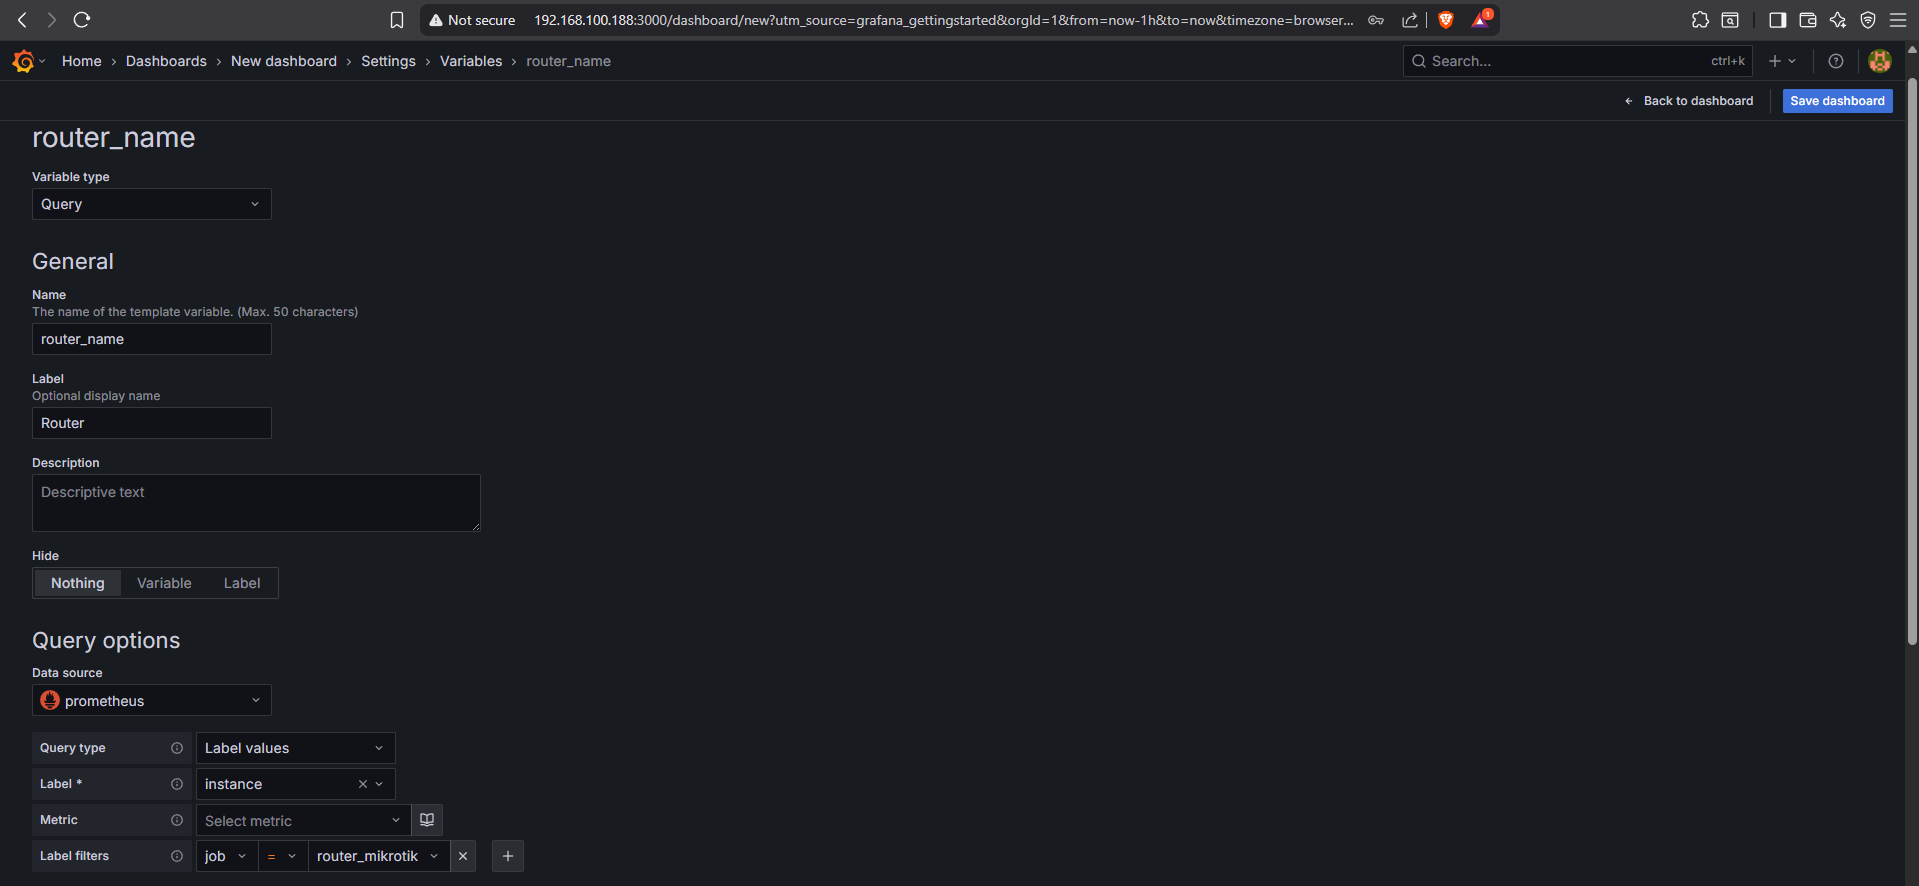 Not secure 192.168.100.188:3000/dashboard/new?utm_source=grafana_gettingstarted&orgId=1&from=now-1h&to=now&timezone=browser... 1
Home › Dashboards › New dashboard › Settings › Variables › router_name Search... ctrl+k
Back to dashboard Save dashboard
router_name
Variable type
Query
General
Name
The name of the template variable. (Max. 50 characters)
router_name
Label
Optional display name
Router
Description
Descriptive text
Hide
Nothing Variable Label
Query options
Data source
prometheus
Query type Label values
Label * instance
Metric Select metric
Label filters job = router_mikrotik